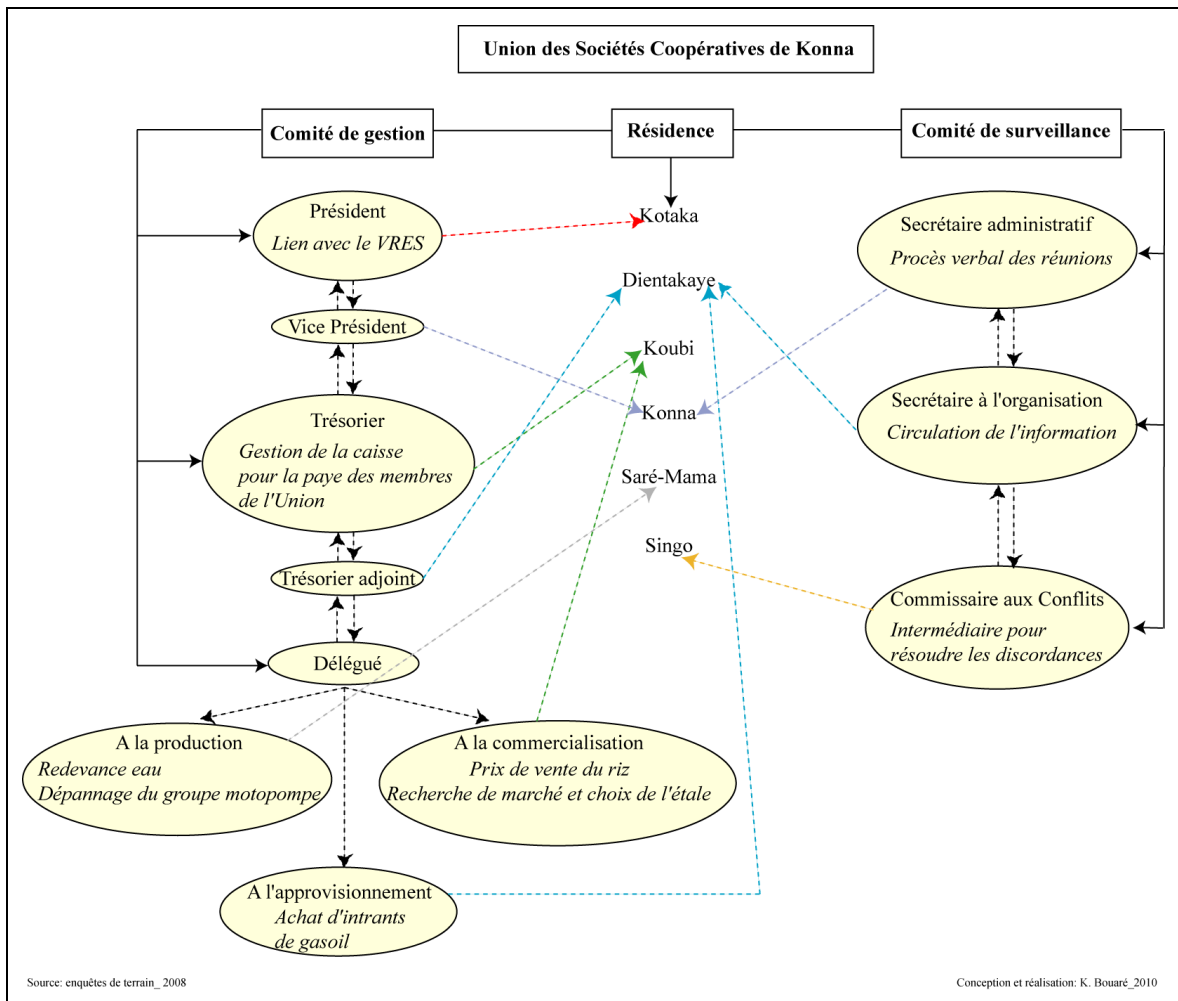 Union des Sociétés Coopératives de Konna
Comité de gestion
Résidence
Comité de surveillance
Président
Lien avec le VRES
Vice Président
Trésorier
Gestion de la caisse
pour la paye des membres
de l'Union
Trésorier adjoint
Délégué
A la production
Redevance eau
Dépannage du groupe motopompe
A la commercialisation
Prix de vente du riz
Recherche de marché et choix de l'étale
A l'approvisionnement
Achat d'intrants
de gasoil
Kotaka
Dientakaye
Koubi
Konna
Saré-Mama
Singo
Secrétaire administratif
Procès verbal des réunions
Secrétaire à l'organisation
Circulation de l'information
Commissaire aux Conflits
Intermédiaire pour
résoudre les discordances
Source: enquêtes de terrain_ 2008
Conception et réalisation: K. Bouaré_2010